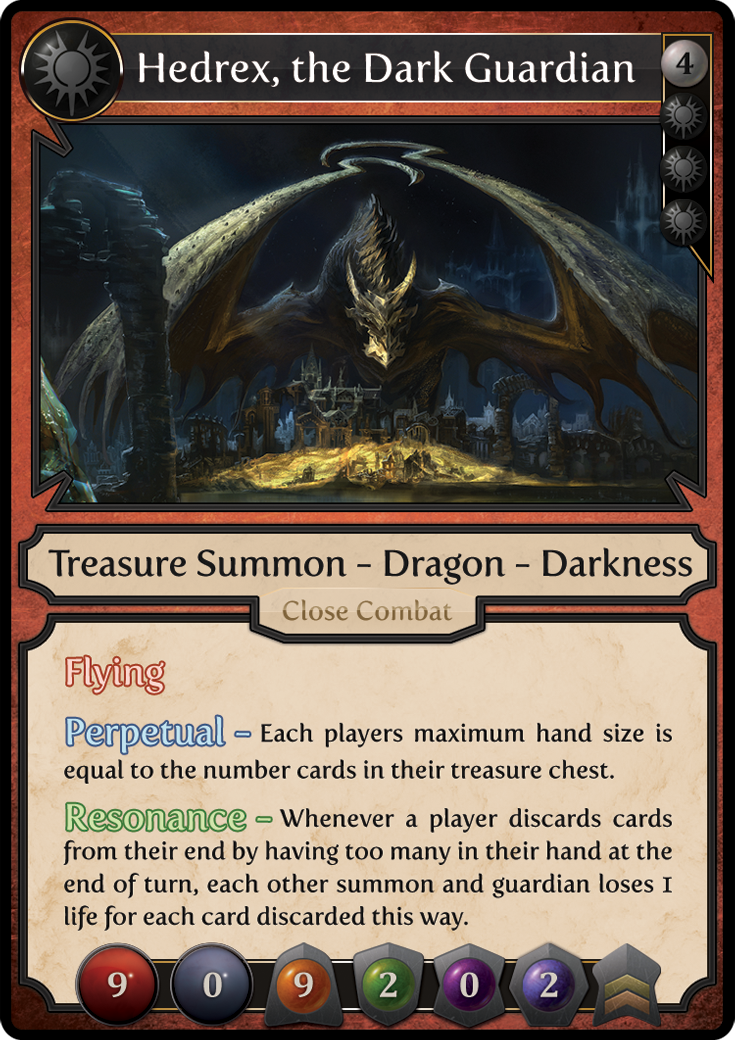 Hedrex, the Dark Guardian
4
Treasure Summon - Dragon - Darkness
Close Combat
Flying
Perpetual - Each players maximum hand size is
equal to the number cards in their treasure chest.
Resonance - Whenever a player discards cards
from their end by having too many in their hand at the
end of turn, each other summon and guardian loses 1
life for each card discarded this way.
9 0 9 2 0 2